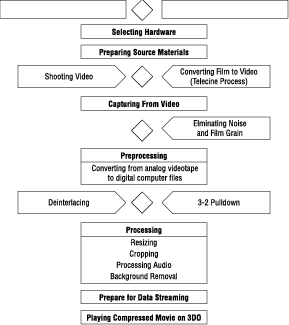 Selecting Hardware
Preparing Source Materials
Shooting Video
Converting Film to Video
(Telecine Process)
Capturing From Video
Elminating Noise
and Film Grain
Preprocessing
Converting from analog videotape
to digital computer files
Deinterlacing
3-2 Pulldown
Processing
Resizing
Cropping
Processing Audio
Background Removal
Prepare for Data Streaming
Playing Compressed Movie on 3DO